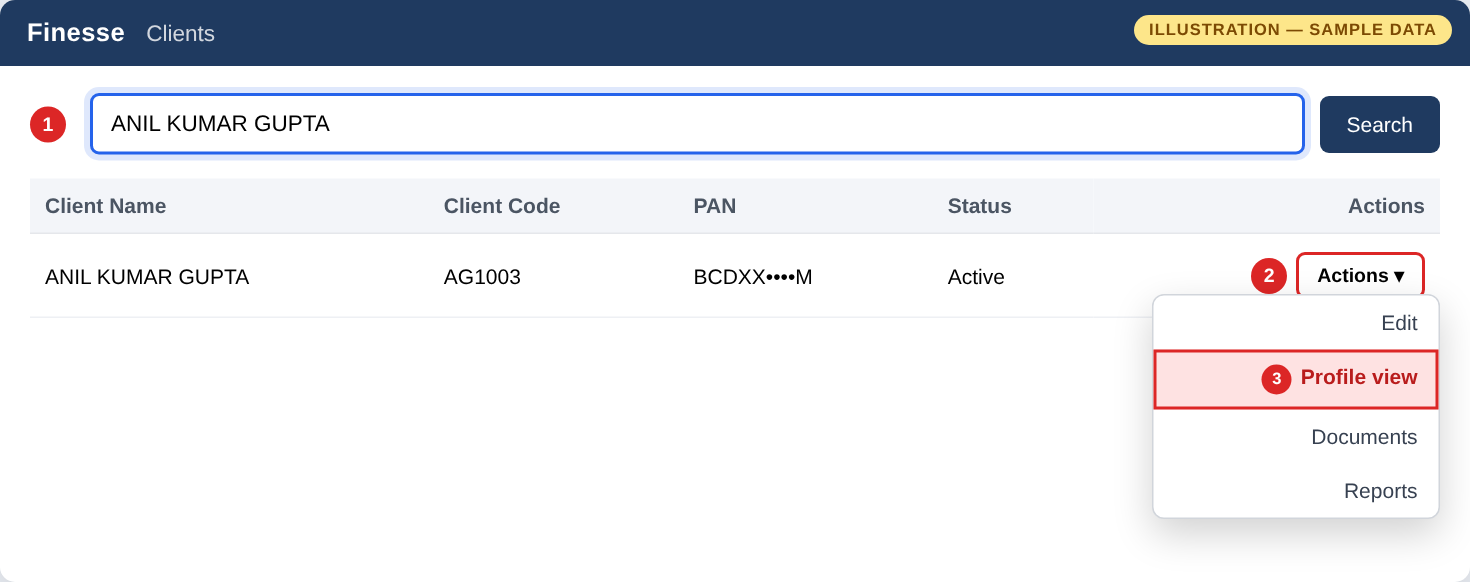 Finesse Clients ILLUSTRATION — SAMPLE DATA
1 ANIL KUMAR GUPTA Search
Client Name Client Code PAN Status Actions
ANIL KUMAR GUPTA AG1003 BCDXX••••M Active 2 Actions ▾
Edit
3 Profile view
Documents
Reports